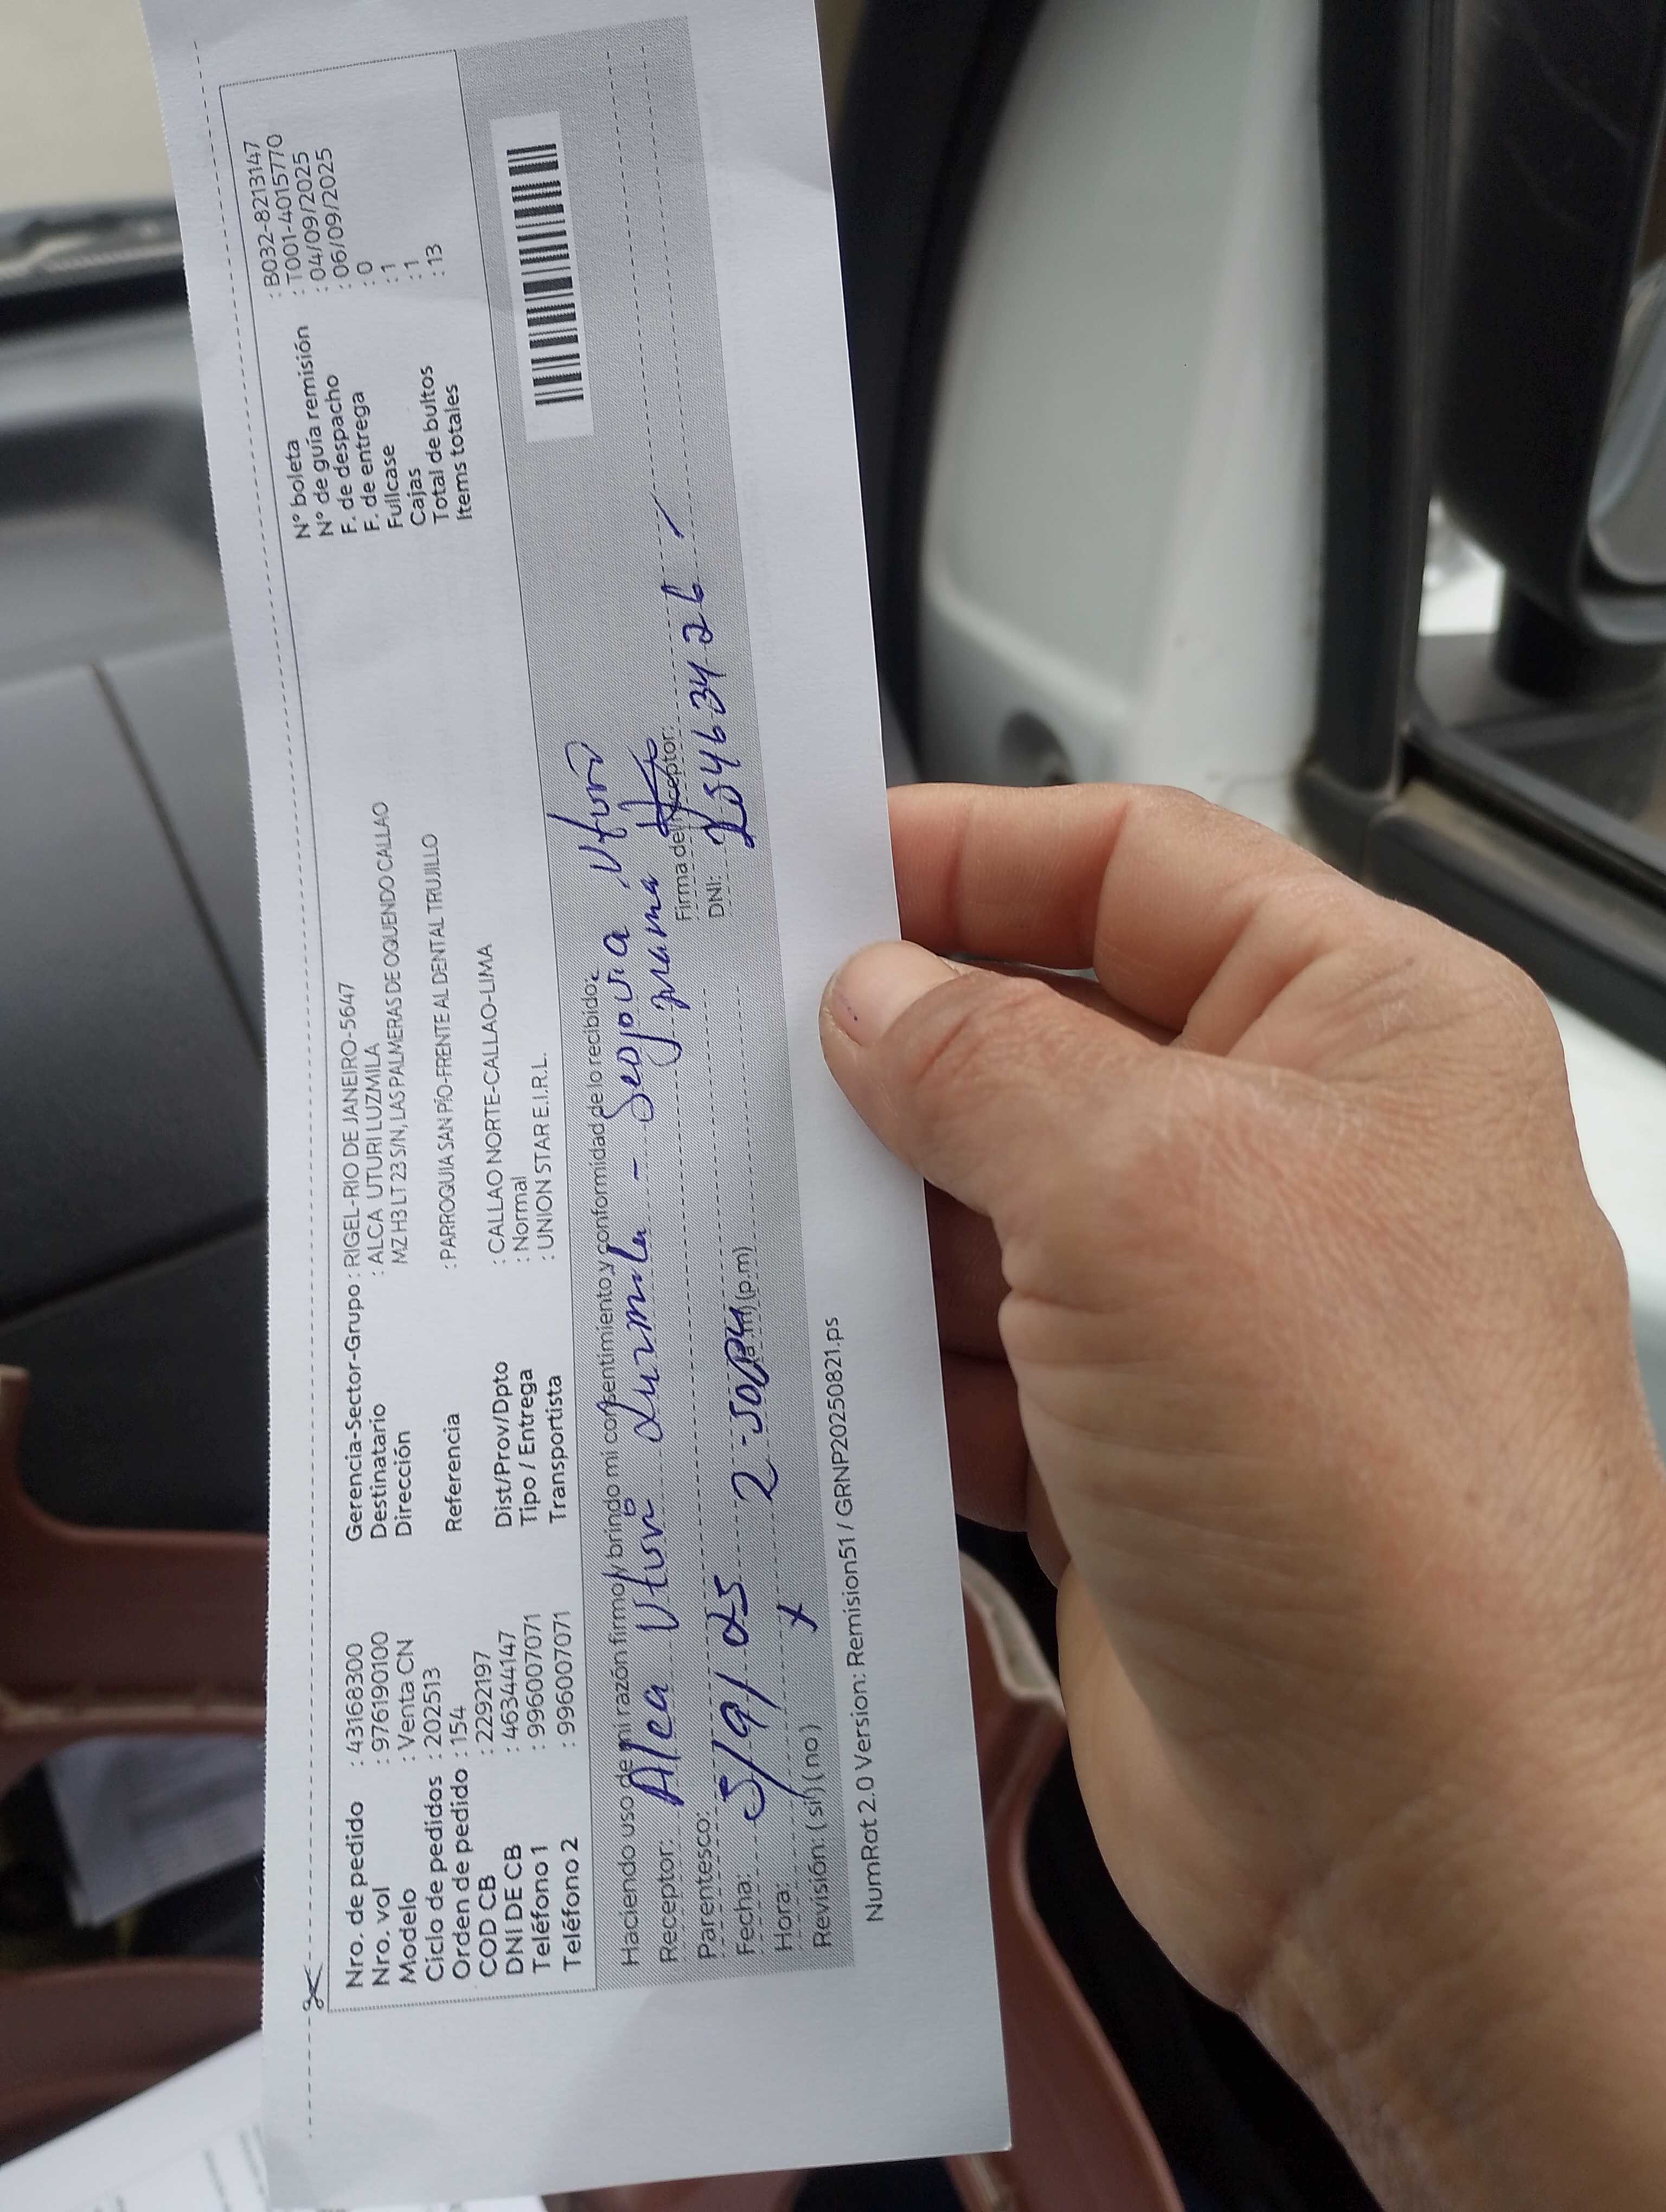 Nro. de pedido : 43168300
Nro. vol : 976190100
Modelo : Venta CN
Ciclo de pedidos : 202513
Orden de pedido : 154
COD CB : 2292197
DNI DE CB : 46344147
Teléfono 1 : 996007071
Teléfono 2 : 996007071
Gerencia-Sector-Grupo : RIGEL-RIO DE JANEIRO-5647
Destinatario : ALCA UTURI LUZMILA
Dirección MZ H3 LT 23 S/N, LAS PALMERAS DE OQUENDO CALLAO
Referencia : PARROQUIA SAN PÍO-FRENTE AL DENTAL TRUJILLO
Dist/Prov/Dpto : CALLAO NORTE-CALLAO-LIMA
Tipo / Entrega : Normal
Transportista : UNION STAR E.I.R.L.
N° boleta : B032-8213147
N° de guía remisión : T001-4015770
F. de despacho : 04/09/2025
F. de entrega : 06/09/2025
Fullcase : 0
Cajas : 1
Total de bultos : 1
Items totales : 13
Haciendo uso de mi razón firmo y brindo mi consentimiento y conformidad de lo recibido:
Receptor: Alca Uturi Luzmila - Segovia
Parentesco: mama
Firma del receptor:
Fecha: 5/9/25
DNI: 25463426
Hora: 2-50PM (a.m) (p.m)
Revisión: (si) (no) x
NumRot 2.0 Version: Remision51 / GRNP20250821.ps